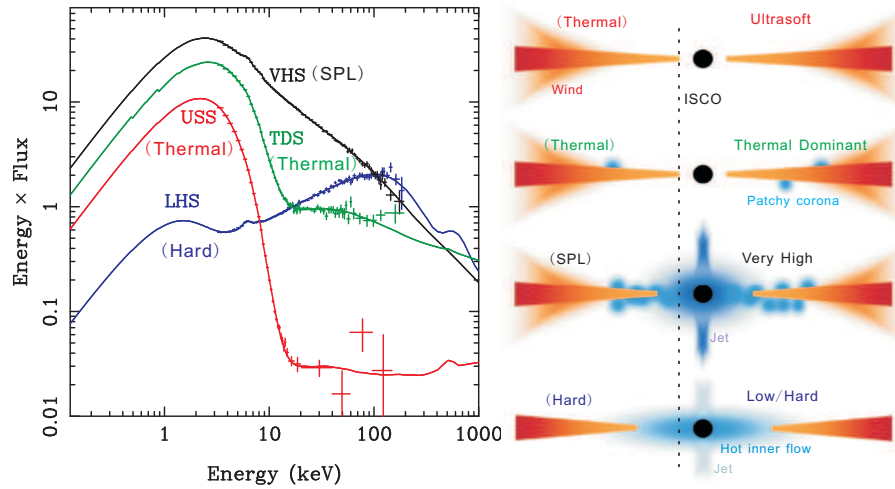 Energy × Flux
10
1
0.1
0.01
VHS (SPL)
USS
(Thermal)
TDS
(Thermal)
LHS
(Hard)
1
10
100
1000
Energy (keV)
(Thermal)
Ultrasoft
Wind
ISCO
(Thermal)
Thermal Dominant
Patchy corona
(SPL)
Very High
Jet
(Hard)
Low/Hard
Hot inner flow
Jet